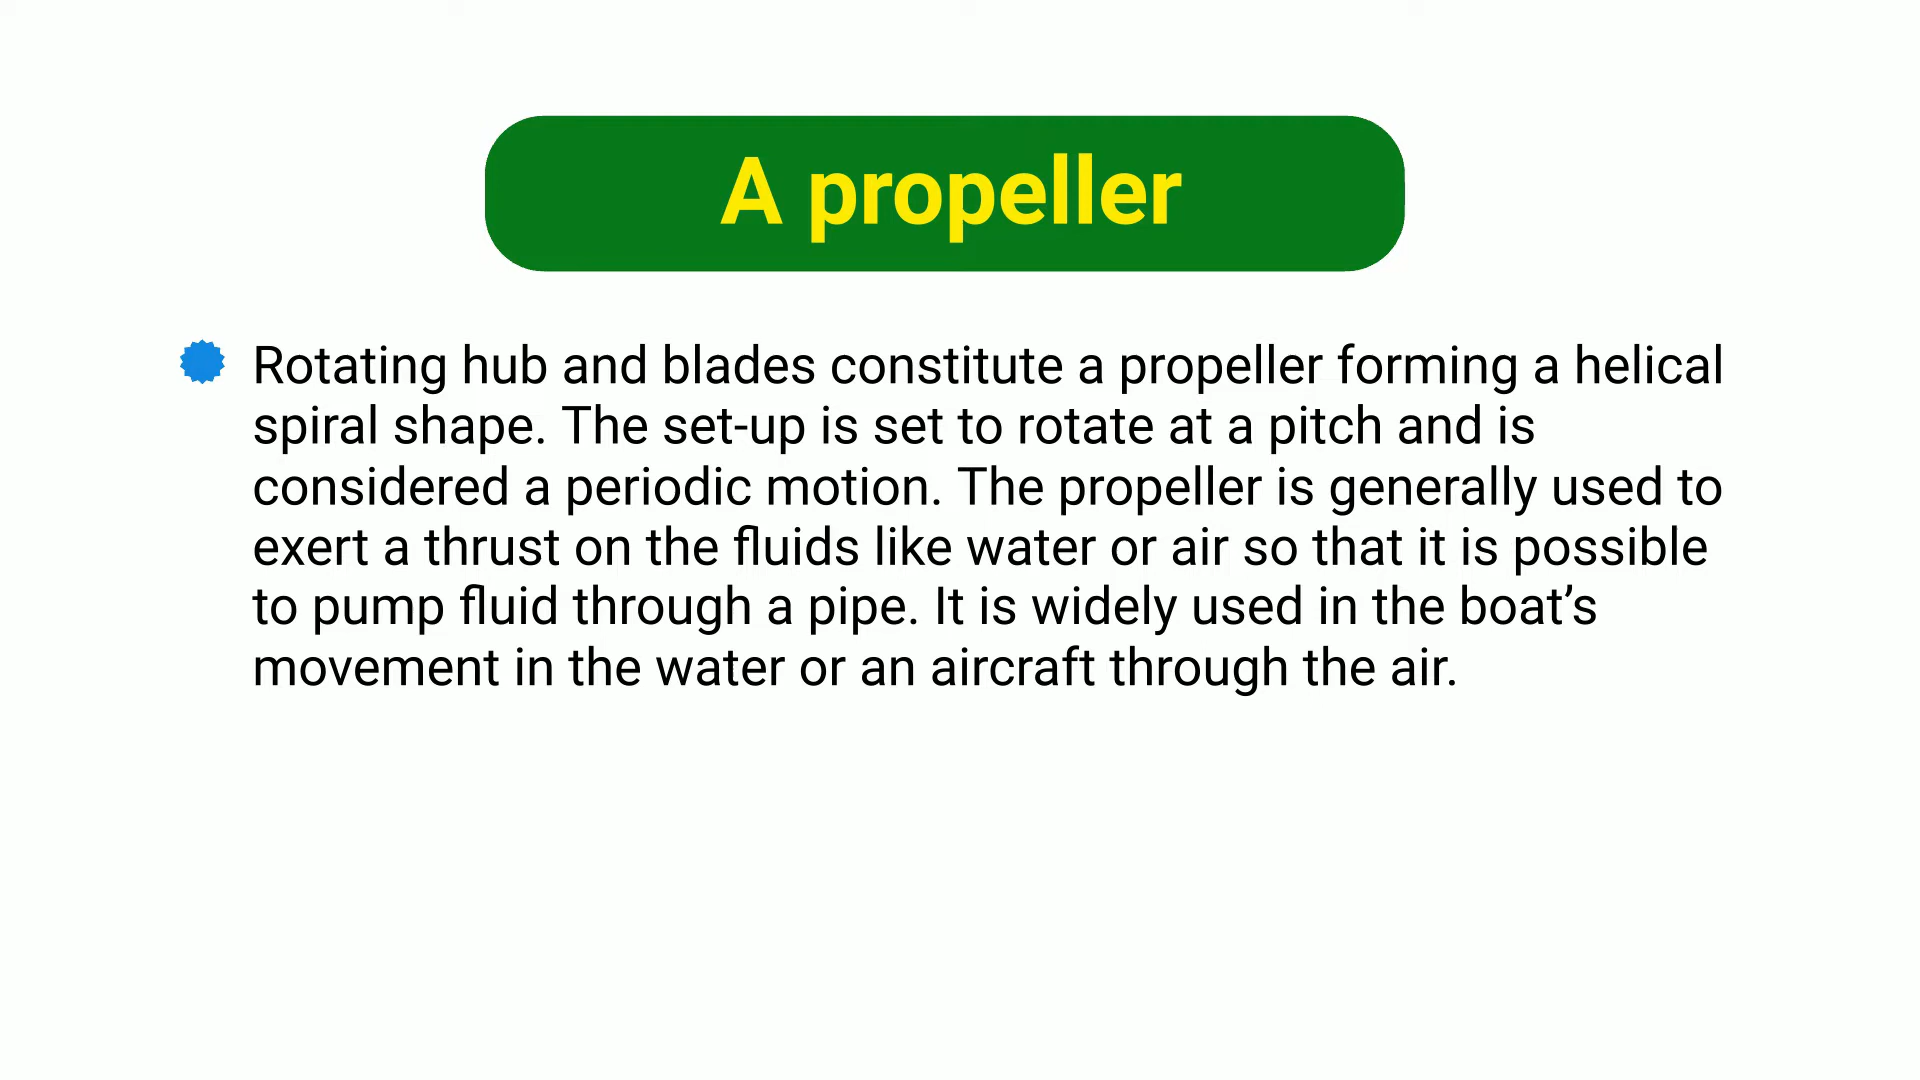 A propeller
Rotating hub and blades constitute a propeller forming a helical
spiral shape. The set-up is set to rotate at a pitch and is
considered a periodic motion. The propeller is generally used to
exert a thrust on the fluids like water or air so that it is possible
to pump fluid through a pipe. It is widely used in the boat’s
movement in the water or an aircraft through the air.